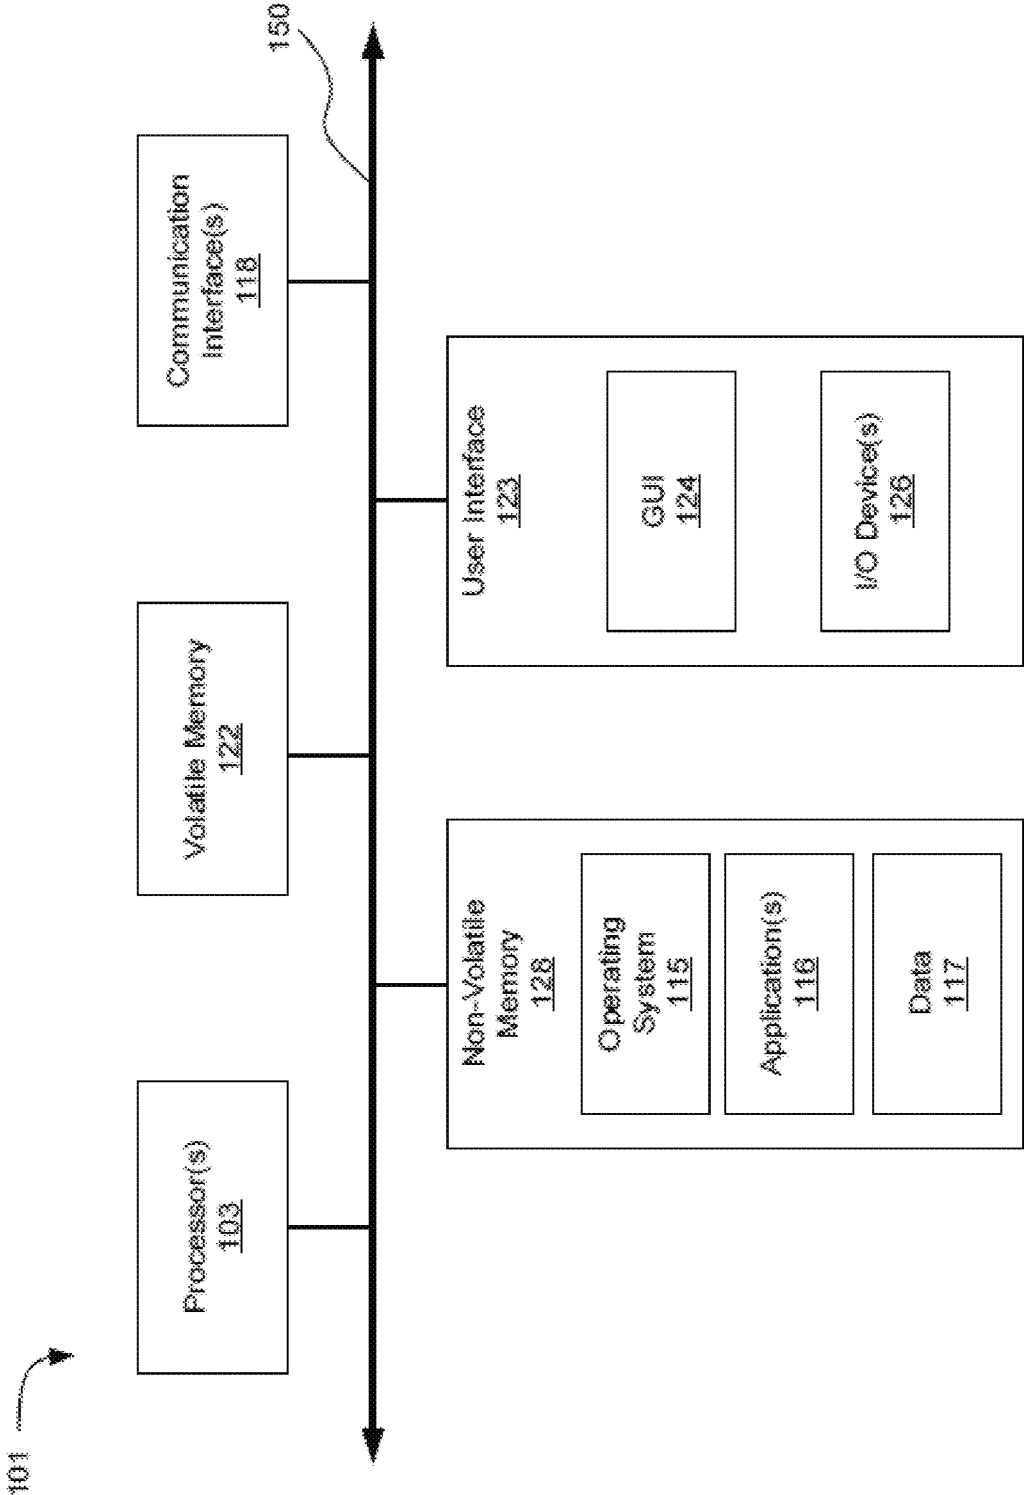 101
Processor(s)
103
Volatile Memory
122
Communication
Interface(s)
118
150
Non-Volatile
Memory
128
Operating
System
115
Application(s)
116
Data
117
User Interface
123
GUI
124
I/O Device(s)
126